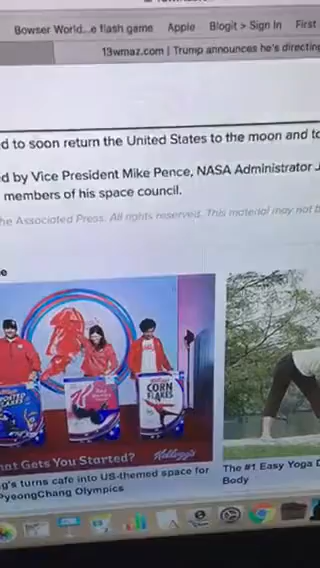 Bowser World...e flash game Apple Blogit > Sign In First
13wmaz.com | Trump announces he's directing
d to soon return the United States to the moon and to
d by Vice President Mike Pence, NASA Administrator J
members of his space council.
he Associated Press. All rights reserved. This material may not b
e
CORN
FLAKES
hat Gets You Started? Kellogg's
g's turns cafe into US-themed space for
PyeongChang Olympics
The #1 Easy Yoga D
Body